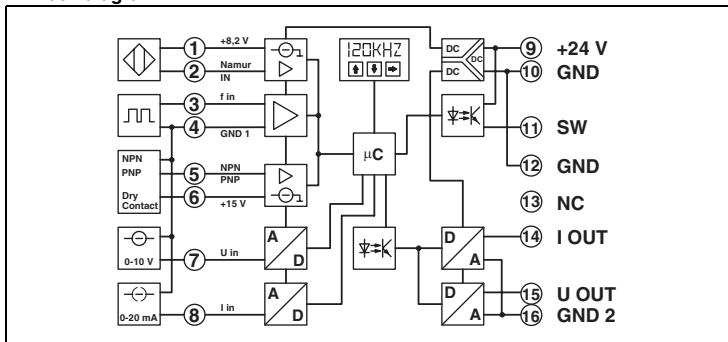 1 +8,2 V
2 Namur
IN
3 f in
4 GND 1
NPN
PNP
Dry
Contact
5 NPN
PNP
6 +15 V
0-10 V
7 U in
0-20 mA
8 I in
A
D
A
D
120KHZ
µC
DC
DC
DC
D
A
D
A
9 +24 V
10 GND
11 SW
12 GND
13 NC
14 I OUT
15 U OUT
16 GND 2